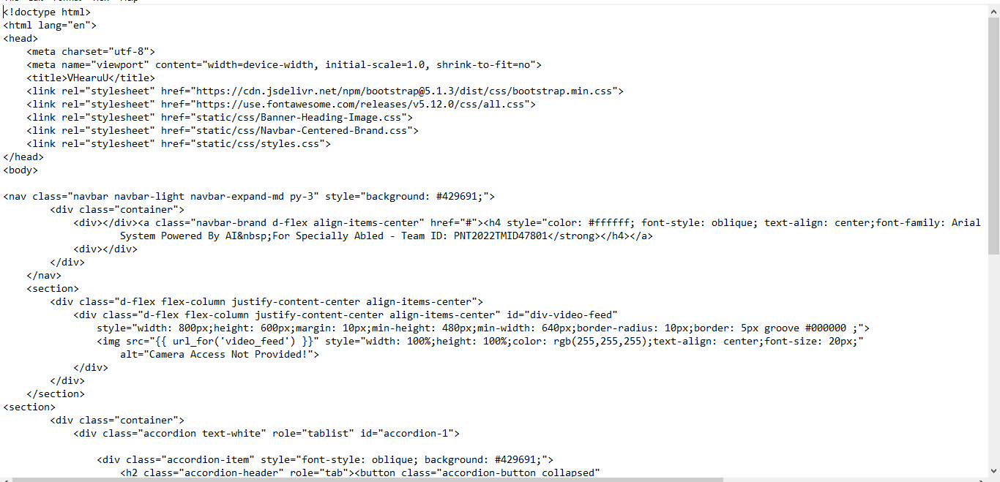 <!doctype html>
<html lang="en">
<head>
    <meta charset="utf-8">
    <meta name="viewport" content="width=device-width, initial-scale=1.0, shrink-to-fit=no">
    <title>VHearuU</title>
    <link rel="stylesheet" href="https://cdn.jsdelivr.net/npm/bootstrap@5.1.3/dist/css/bootstrap.min.css">
    <link rel="stylesheet" href="https://use.fontawesome.com/releases/v5.12.0/css/all.css">
    <link rel="stylesheet" href="static/css/Banner-Heading-Image.css">
    <link rel="stylesheet" href="static/css/Navbar-Centered-Brand.css">
    <link rel="stylesheet" href="static/css/styles.css">
</head>
<body>

<nav class="navbar navbar-light navbar-expand-md py-3" style="background: #429691;">
        <div class="container">
            <div></div><a class="navbar-brand d-flex align-items-center" href="#"><h4 style="color: #ffffff; font-style: oblique; text-align: center;font-family: Arial
                    System Powered By AI&nbsp;For Specially Abled - Team ID: PNT2022TMID47801</strong></h4></a>
            <div></div>
        </div>
    </nav>
    <section>
        <div class="d-flex flex-column justify-content-center align-items-center">
            <div class="d-flex flex-column justify-content-center align-items-center" id="div-video-feed"
                style="width: 800px;height: 600px;margin: 10px;min-height: 480px;min-width: 640px;border-radius: 10px;border: 5px groove #000000 ;">
                <img src="{{ url_for('video_feed') }}" style="width: 100%;height: 100%;color: rgb(255,255,255);text-align: center;font-size: 20px;"
                    alt="Camera Access Not Provided!">
            </div>
        </div>
    </section>
<section>
        <div class="container">
            <div class="accordion text-white" role="tablist" id="accordion-1">

                <div class="accordion-item" style="font-style: oblique; background: #429691;">
                    <h2 class="accordion-header" role="tab"><button class="accordion-button collapsed"